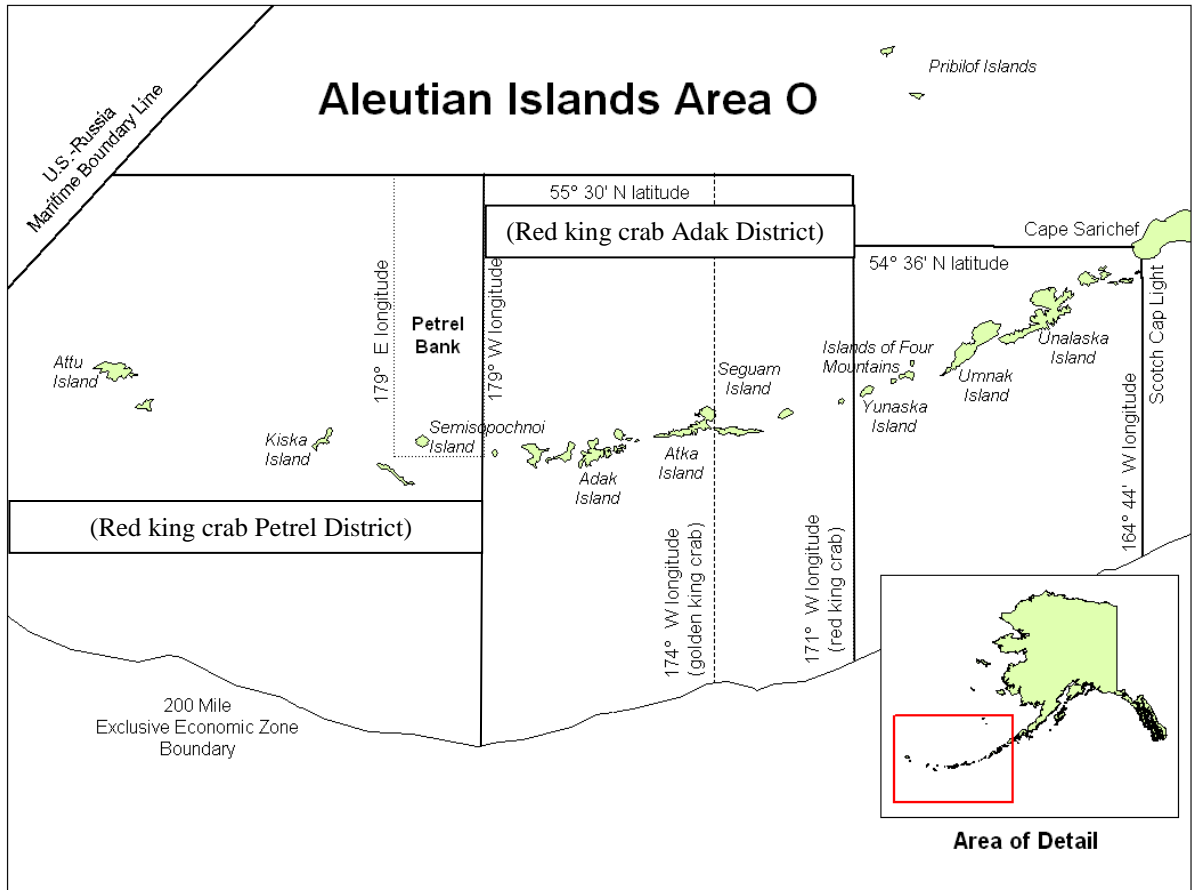 Aleutian Islands Area O
Pribilof Islands
U.S.-Russia
Maritime Boundary Line
55° 30' N latitude
(Red king crab Adak District)
Cape Sarichef
54° 36' N latitude
Scotch Cap Light
179° E longitude
Petrel
Bank
179° W longitude
Attu
Island
Kiska
Island
Semisopochnoi
Island
Adak
Island
Atka
Island
Seguam
Island
Islands of Four
Mountains
Yunaska
Island
Umnak
Island
Unalaska
Island
164° 44'  W longitude
(Red king crab Petrel District)
174°  W longitude
(golden king crab)
171°  W longitude
(red king crab)
200 Mile
Exclusive Economic Zone
Boundary
Area of Detail